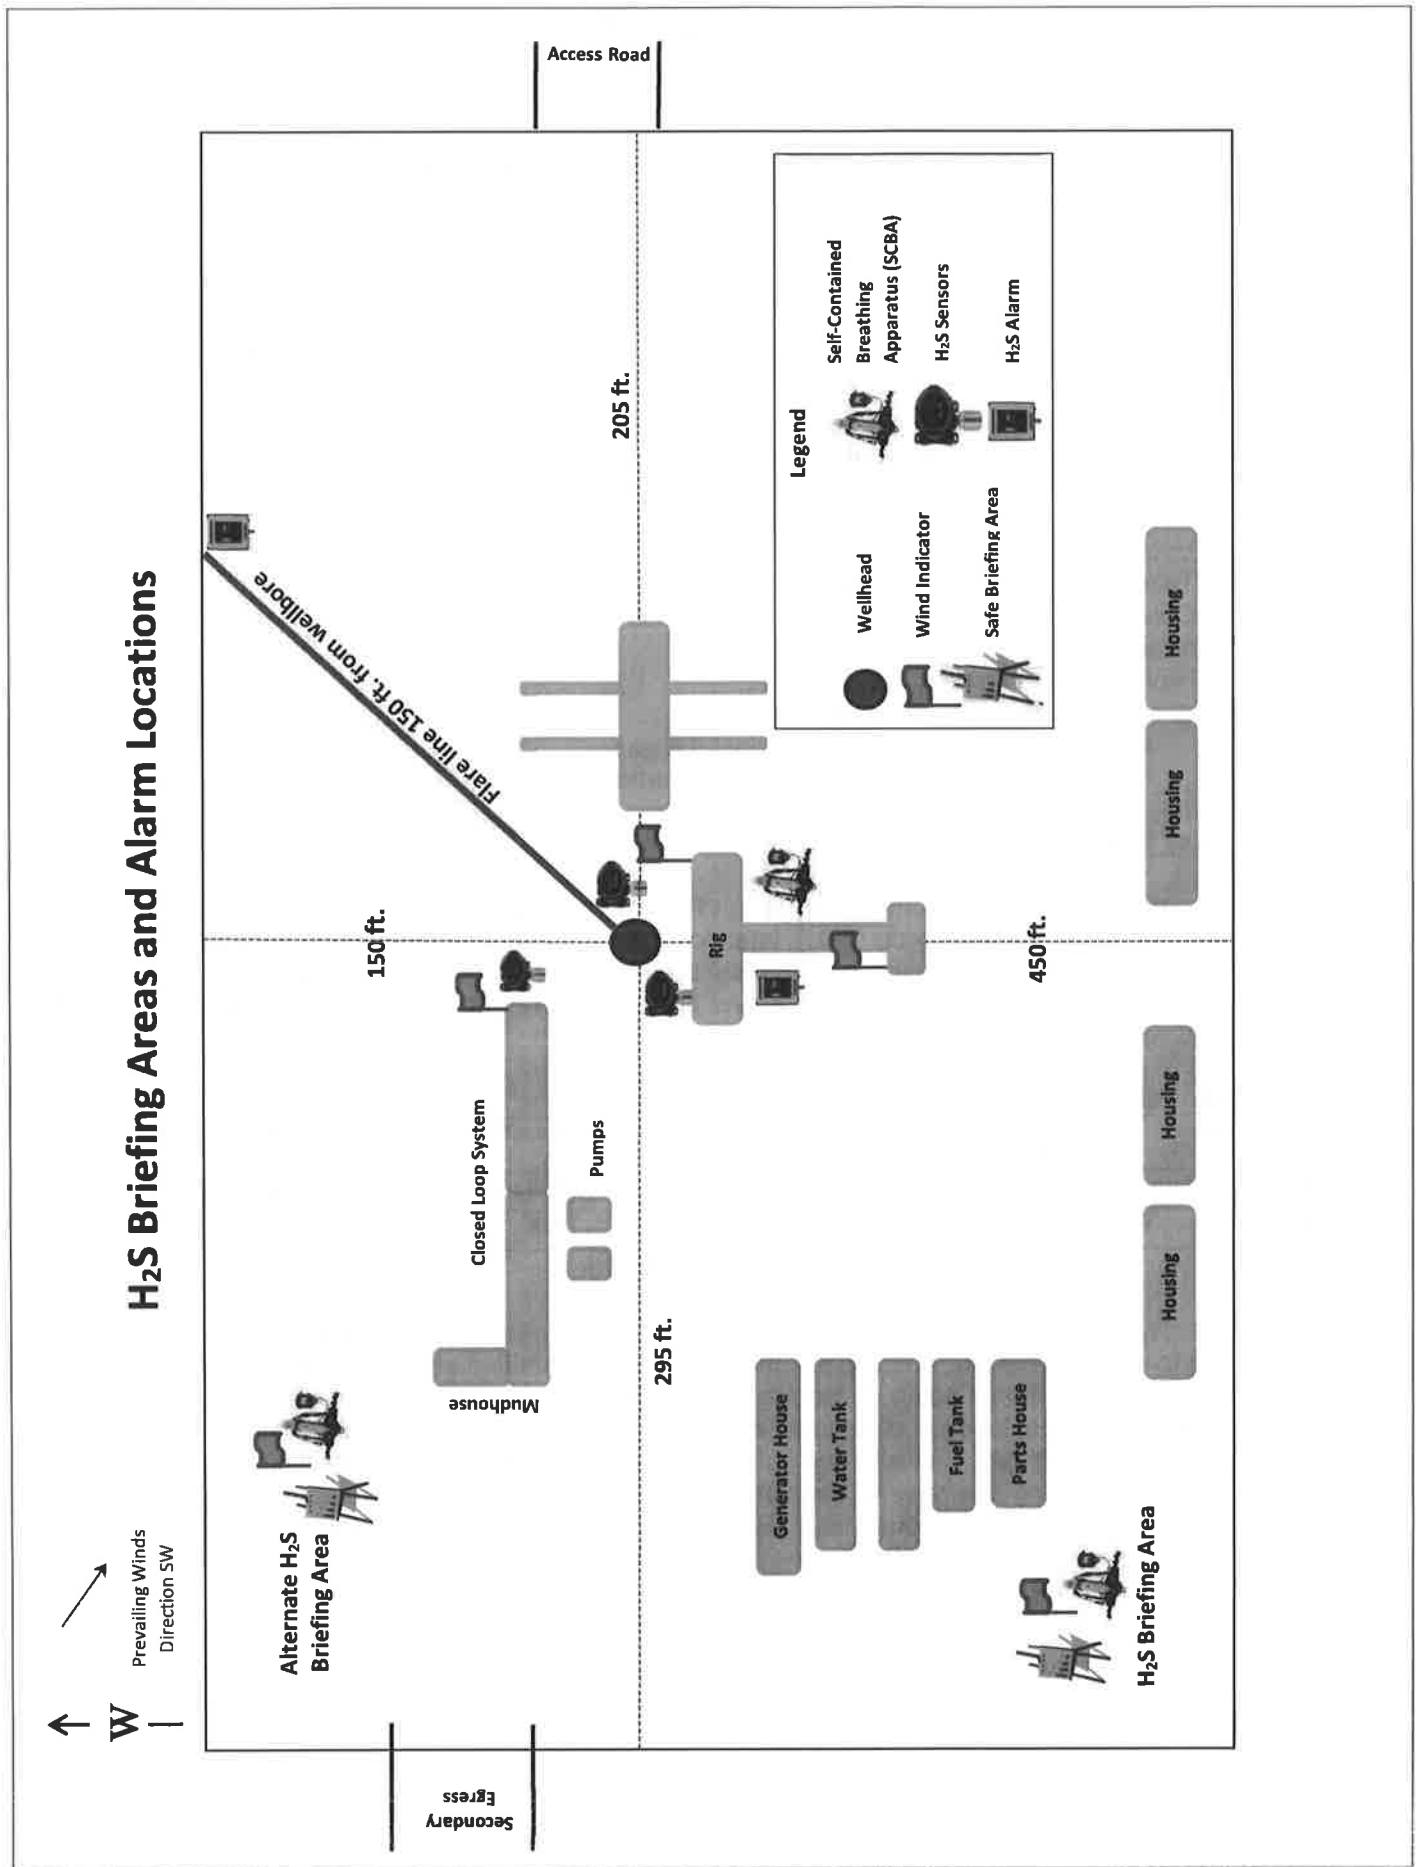 H₂S Briefing Areas and Alarm Locations
W
Prevailing Winds
Direction SW
Alternate H₂S
Briefing Area
Secondary
Egress
Mudhouse
Closed Loop System
Pumps
150 ft.
Flare line 150 ft. from wellbore
Access Road
295 ft.
205 ft.
Rig
450 ft.
Generator House
Water Tank
Fuel Tank
Parts House
H₂S Briefing Area
Housing
Housing
Housing
Housing
Legend
Wellhead
Wind Indicator
Safe Briefing Area
Self-Contained
Breathing
Apparatus (SCBA)
H₂S Sensors
H₂S Alarm